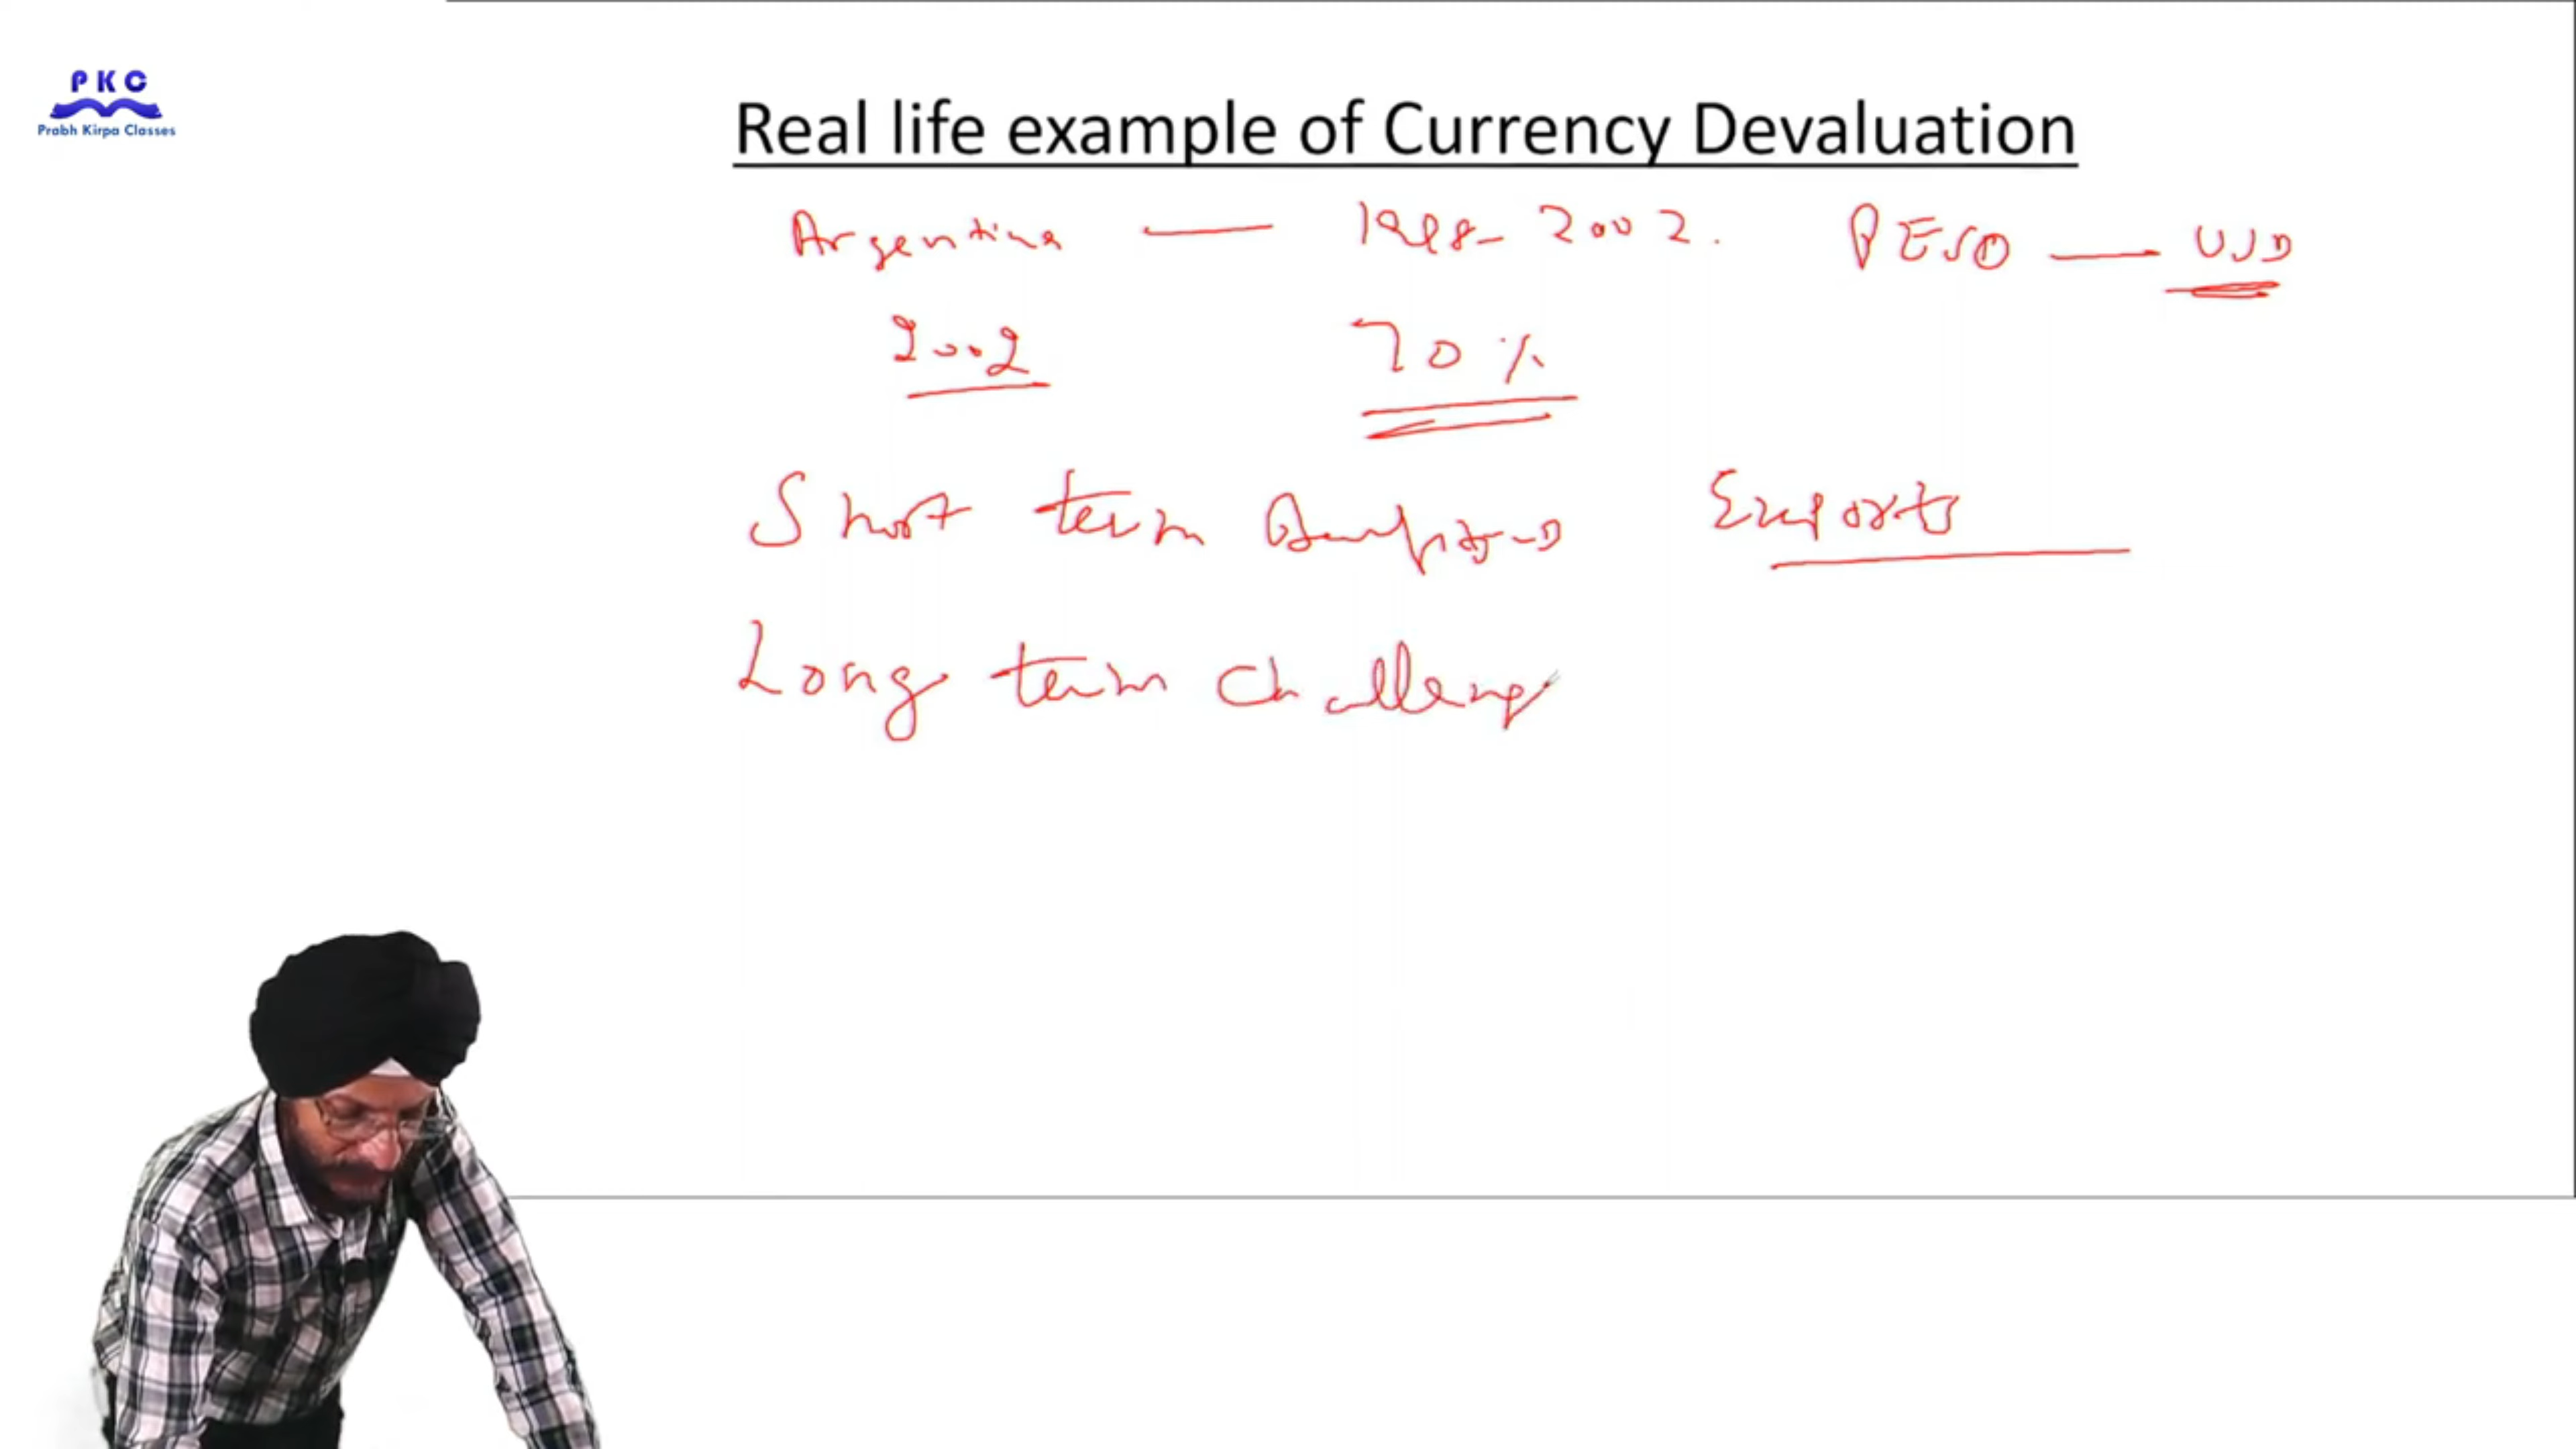 PKC
Prabh Kirpa Classes
Real life example of Currency Devaluation
Argentina — 1998- 2002. PESO — USD
2002 70%
Short term Benefits Exports
Long term challeng